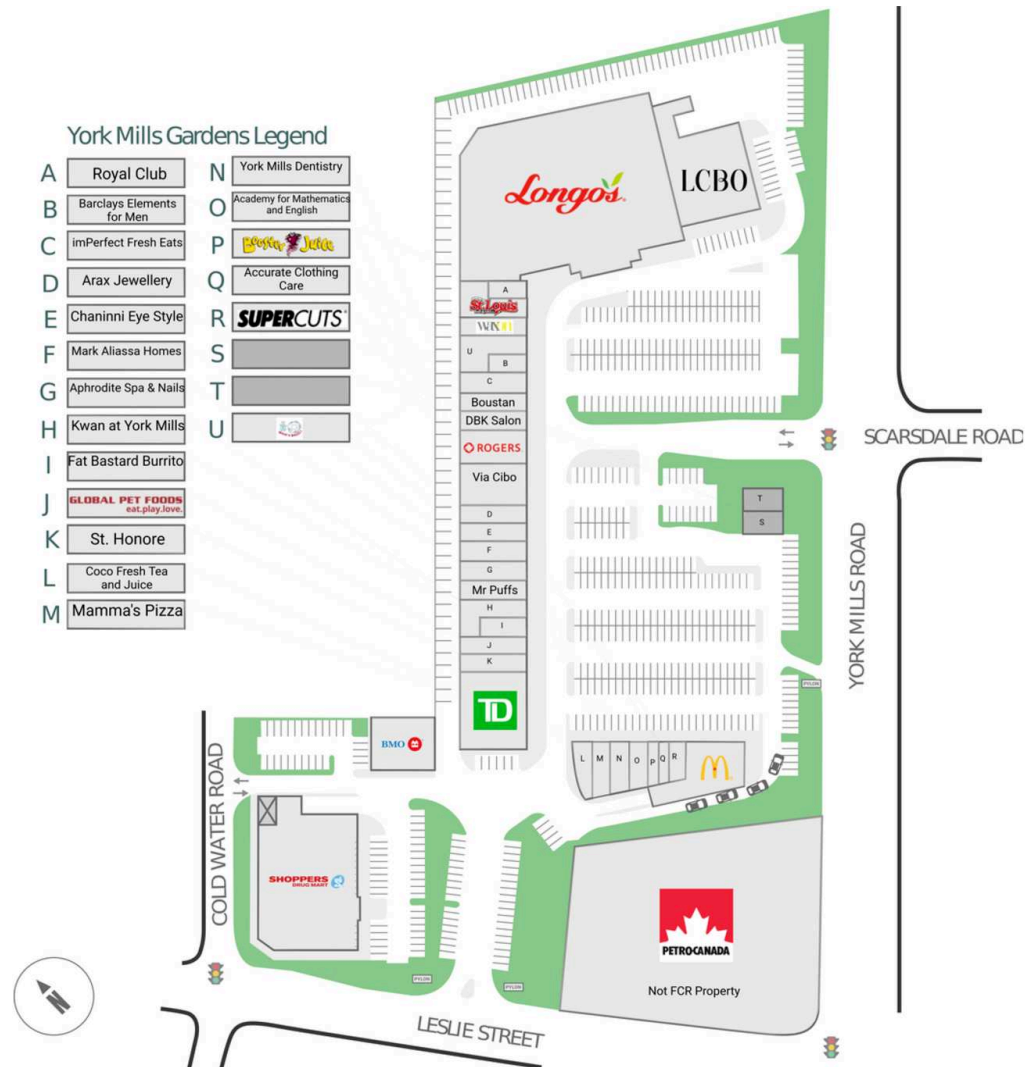 York Mills Gardens Legend
A Royal Club
B Barclays Elements
for Men
C imPerfect Fresh Eats
D Arax Jewellery
E Chaninni Eye Style
F Mark Aliassa Homes
G Aphrodite Spa & Nails
H Kwan at York Mills
I Fat Bastard Burrito
J GLOBAL PET FOODS
eat.play.love.
K St. Honore
L Coco Fresh Tea
and Juice
M Mamma's Pizza
N York Mills Dentistry
O Academy for Mathematics
and English
P Booster Juice
Q Accurate Clothing
Care
R SUPERCUTS
S
T
U
Longo's
LCBO
A
St. Louis
WAXON
U
B
C
Boustan
DBK Salon
ROGERS
Via Cibo
D
E
F
G
Mr Puffs
H
I
J
K
TD
T
S
SCARSDALE ROAD
YORK MILLS ROAD
PYLON
BMO
L M N O P Q R
COLD WATER ROAD
SHOPPERS
DRUG MART
PETRO-CANADA
Not FCR Property
PYLON
PYLON
N
LESLIE STREET